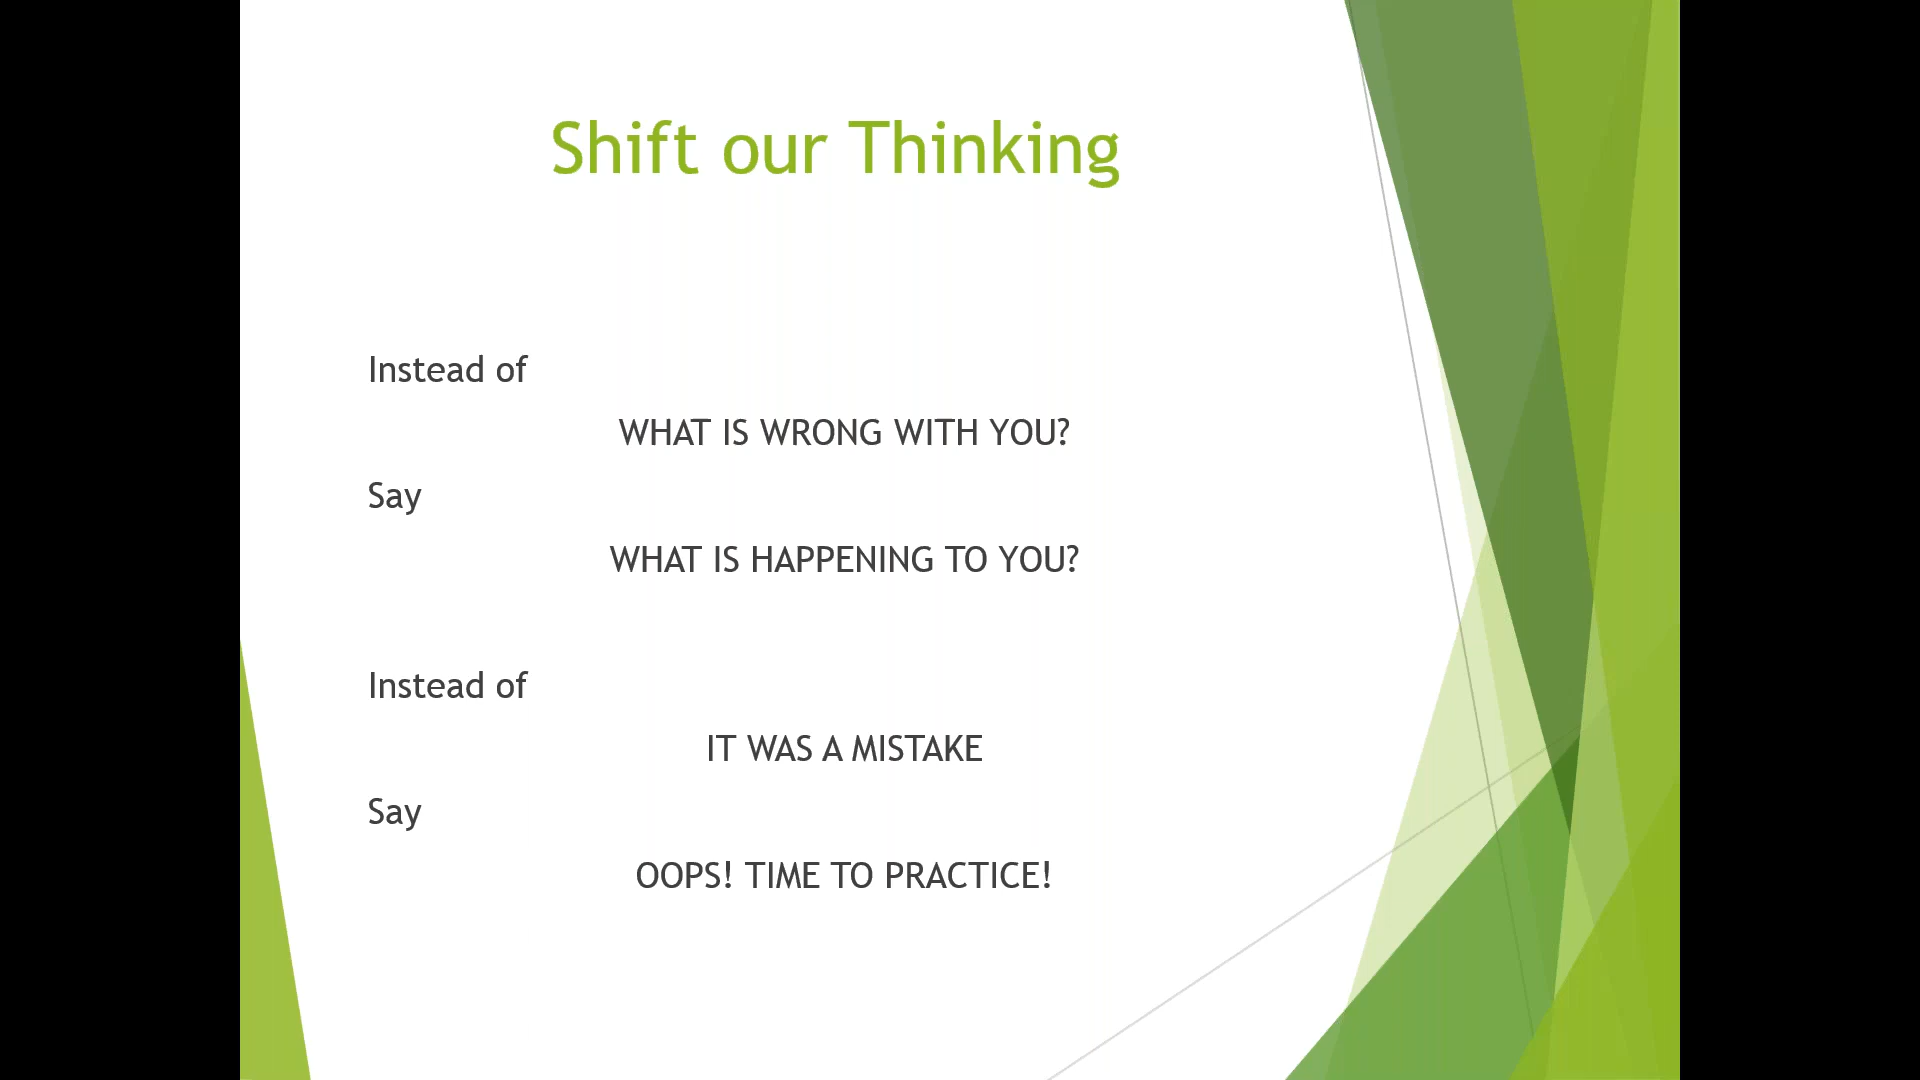 Shift our Thinking
Instead of
WHAT IS WRONG WITH YOU?
Say
WHAT IS HAPPENING TO YOU?
Instead of
IT WAS A MISTAKE
Say
OOPS! TIME TO PRACTICE!